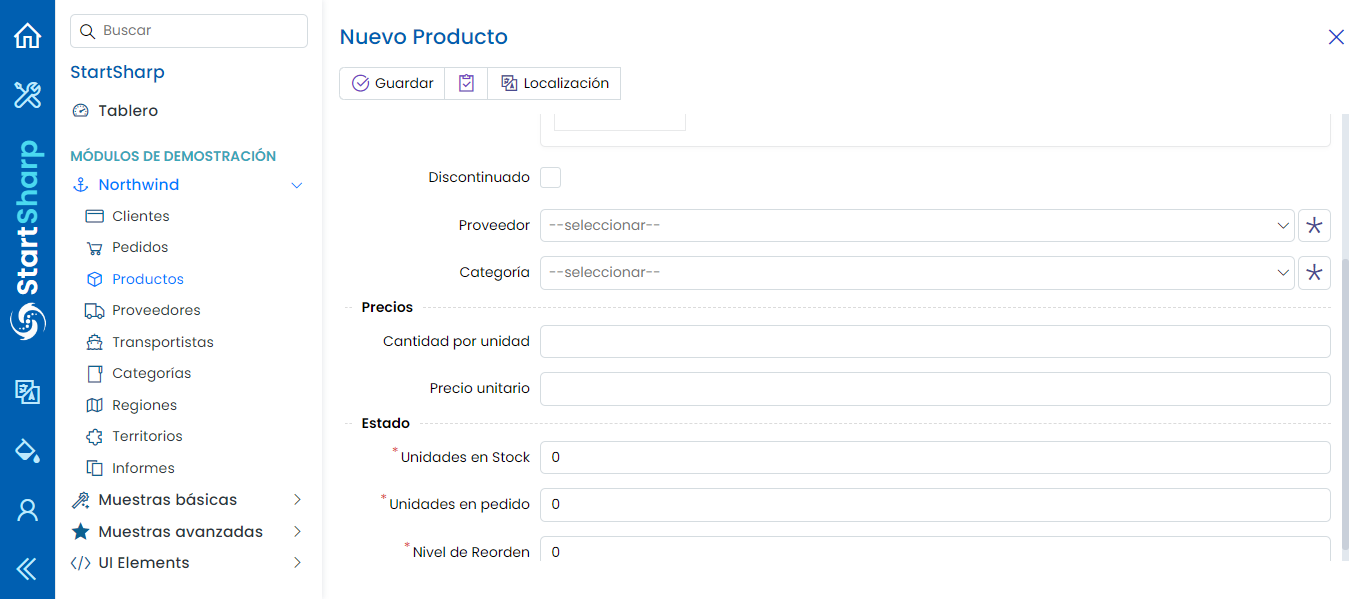 Buscar
StartSharp
Tablero
MÓDULOS DE DEMOSTRACIÓN
Northwind
Clientes
Pedidos
Productos
Proveedores
Transportistas
Categorías
Regiones
Territorios
Informes
Muestras básicas
Muestras avanzadas
UI Elements
StartSharp
Nuevo Producto
Guardar
Localización
Discontinuado
Proveedor --seleccionar--
Categoría --seleccionar--
Precios
Cantidad por unidad
Precio unitario
Estado
*Unidades en Stock 0
*Unidades en pedido 0
*Nivel de Reorden 0